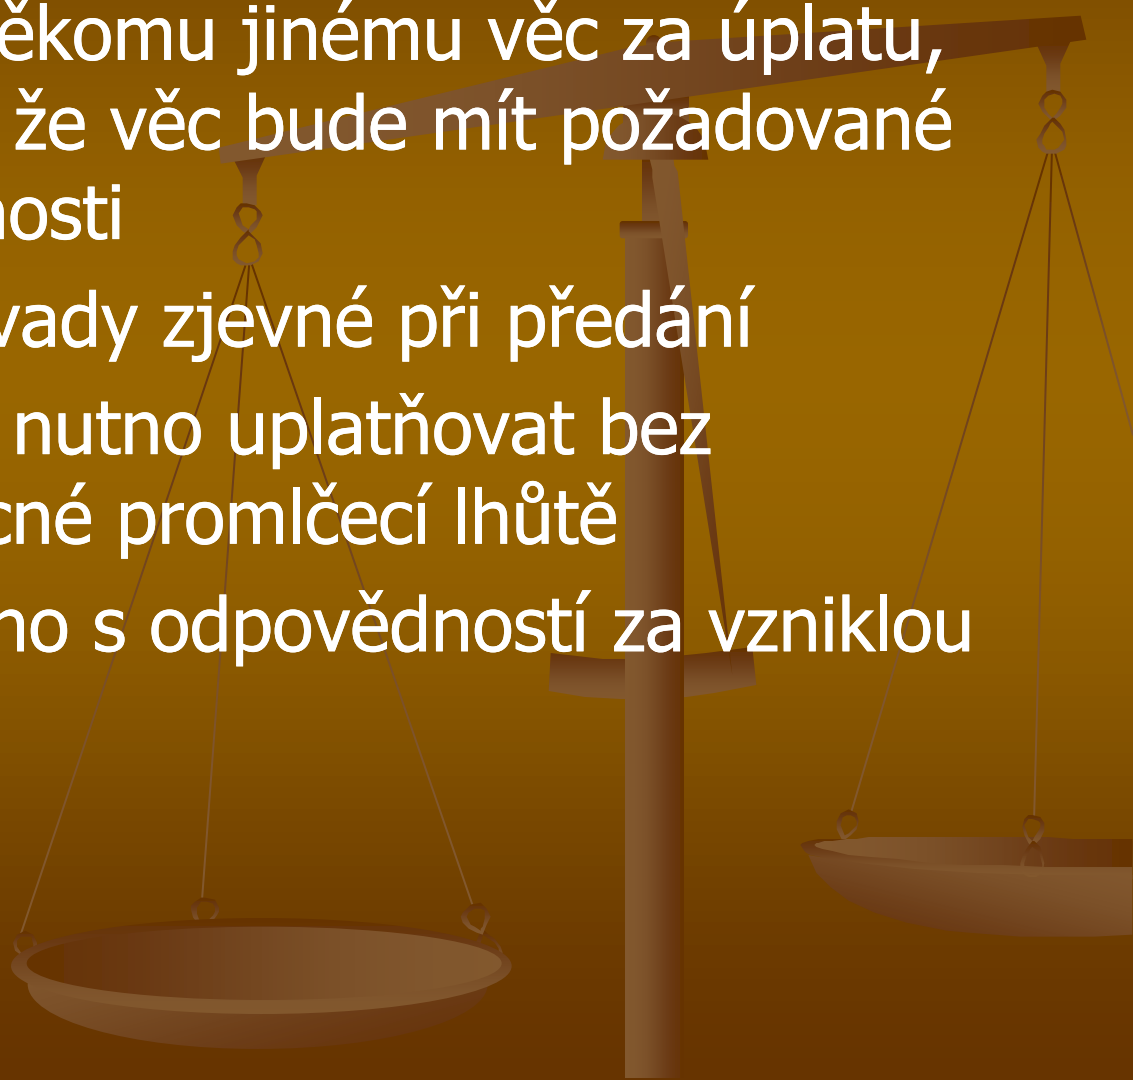 ěkomu jinému věc za úplatu,
že věc bude mít požadované
nosti
vady zjevné při předání
nutno uplatňovat bez
cné promlčecí lhůtě
no s odpovědností za vzniklou